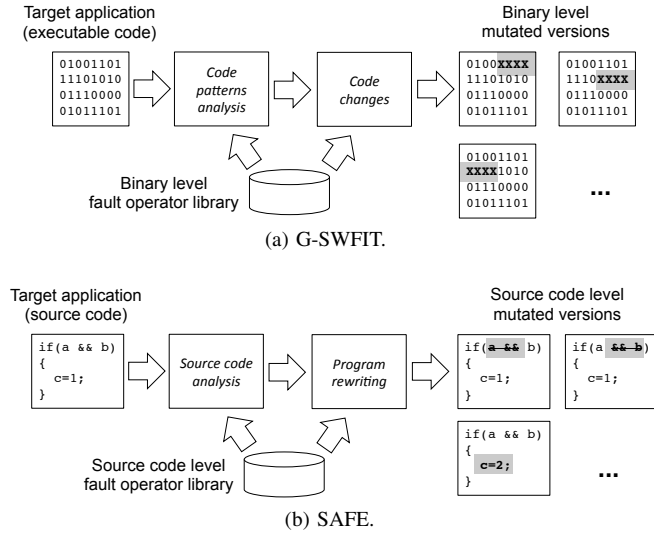 Target application
(executable code)
Binary level
mutated versions
01001101
11101010
01110000
01011101
Code
patterns
analysis
Code
changes
0100XXXX
11101010
01110000
01011101
01001101
1110XXXX
01110000
01011101
01001101
XXXX1010
01110000
01011101
...
Binary level
fault operator library
(a) G-SWFIT.
Target application
(source code)
Source code level
mutated versions
if(a && b)
{
c=1;
}
Source code
analysis
Program
rewriting
if(a && b)
{
c=1;
}
if(a && b)
{
c=1;
}
if(a && b)
{
c=2;
}
...
Source code level
fault operator library
(b) SAFE.